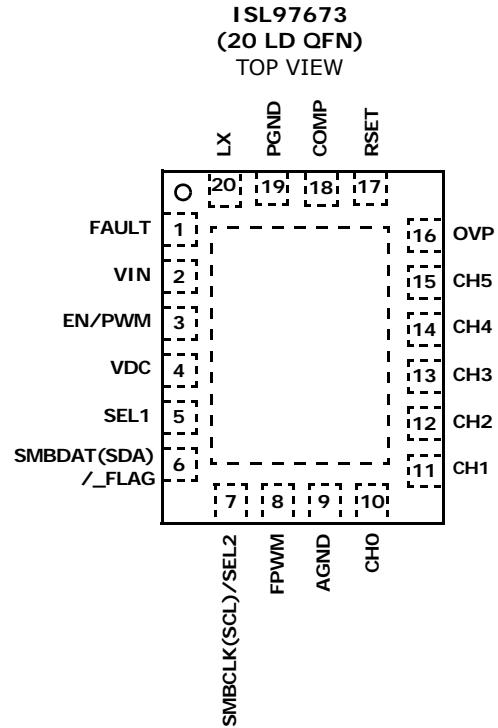 ISL97673
(20 LD QFN)
TOP VIEW
LX
PGND
COMP
RSET
20
19
18
17
FAULT
1
VIN
2
EN/PWM
3
VDC
4
SEL1
5
SMBDAT(SDA)
/_FLAG
6
16
OVP
15
CH5
14
CH4
13
CH3
12
CH2
11
CH1
7
8
9
10
SMBCLK(SCL)/SEL2
FPWM
AGND
CH0